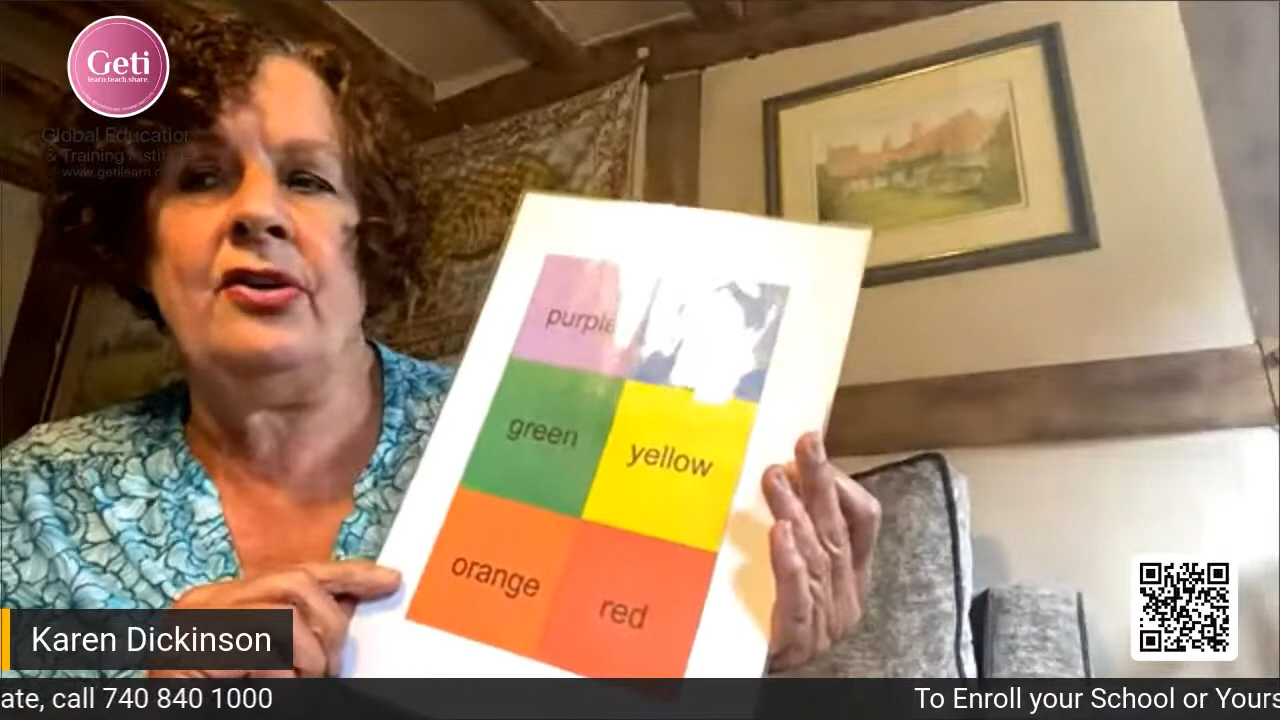 Geti
learn.teach.share.
Global Education
& Training Institute
www.getilearn.
purple
green
yellow
orange
red
Karen Dickinson
ate, call 740 840 1000
To Enroll your School or Yours